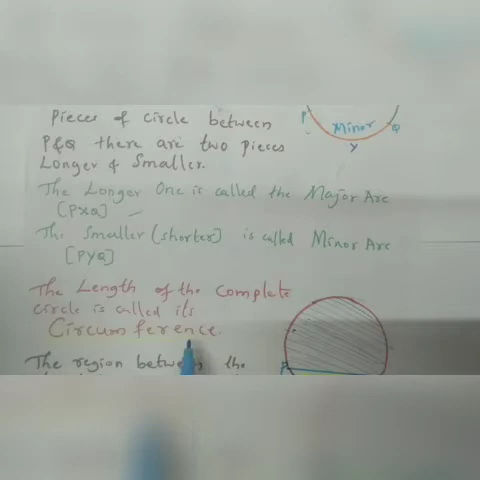 Pieces of circle between
P&Q there are two pieces
Longer & Smaller.
P Minor Q
Y
The Longer One is called the Major Arc
[PXQ]
The Smaller (shorter) is called Minor Arc
[PYQ]
The Length of the complete
circle is called its
Circumference.
The region between the
P